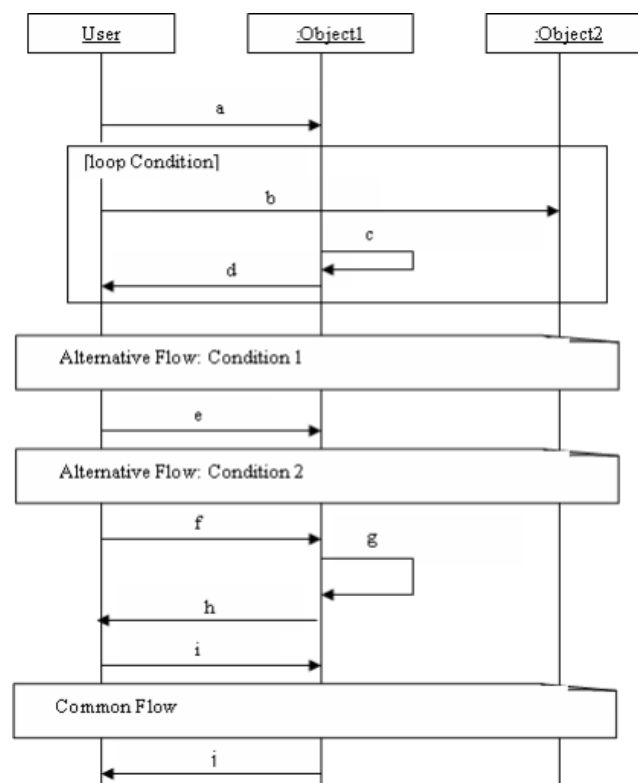 User :Object1 :Object2
a
[loop Condition]
b
c
d
Alternative Flow: Condition 1
e
Alternative Flow: Condition 2
f
g
h
i
Common Flow
j